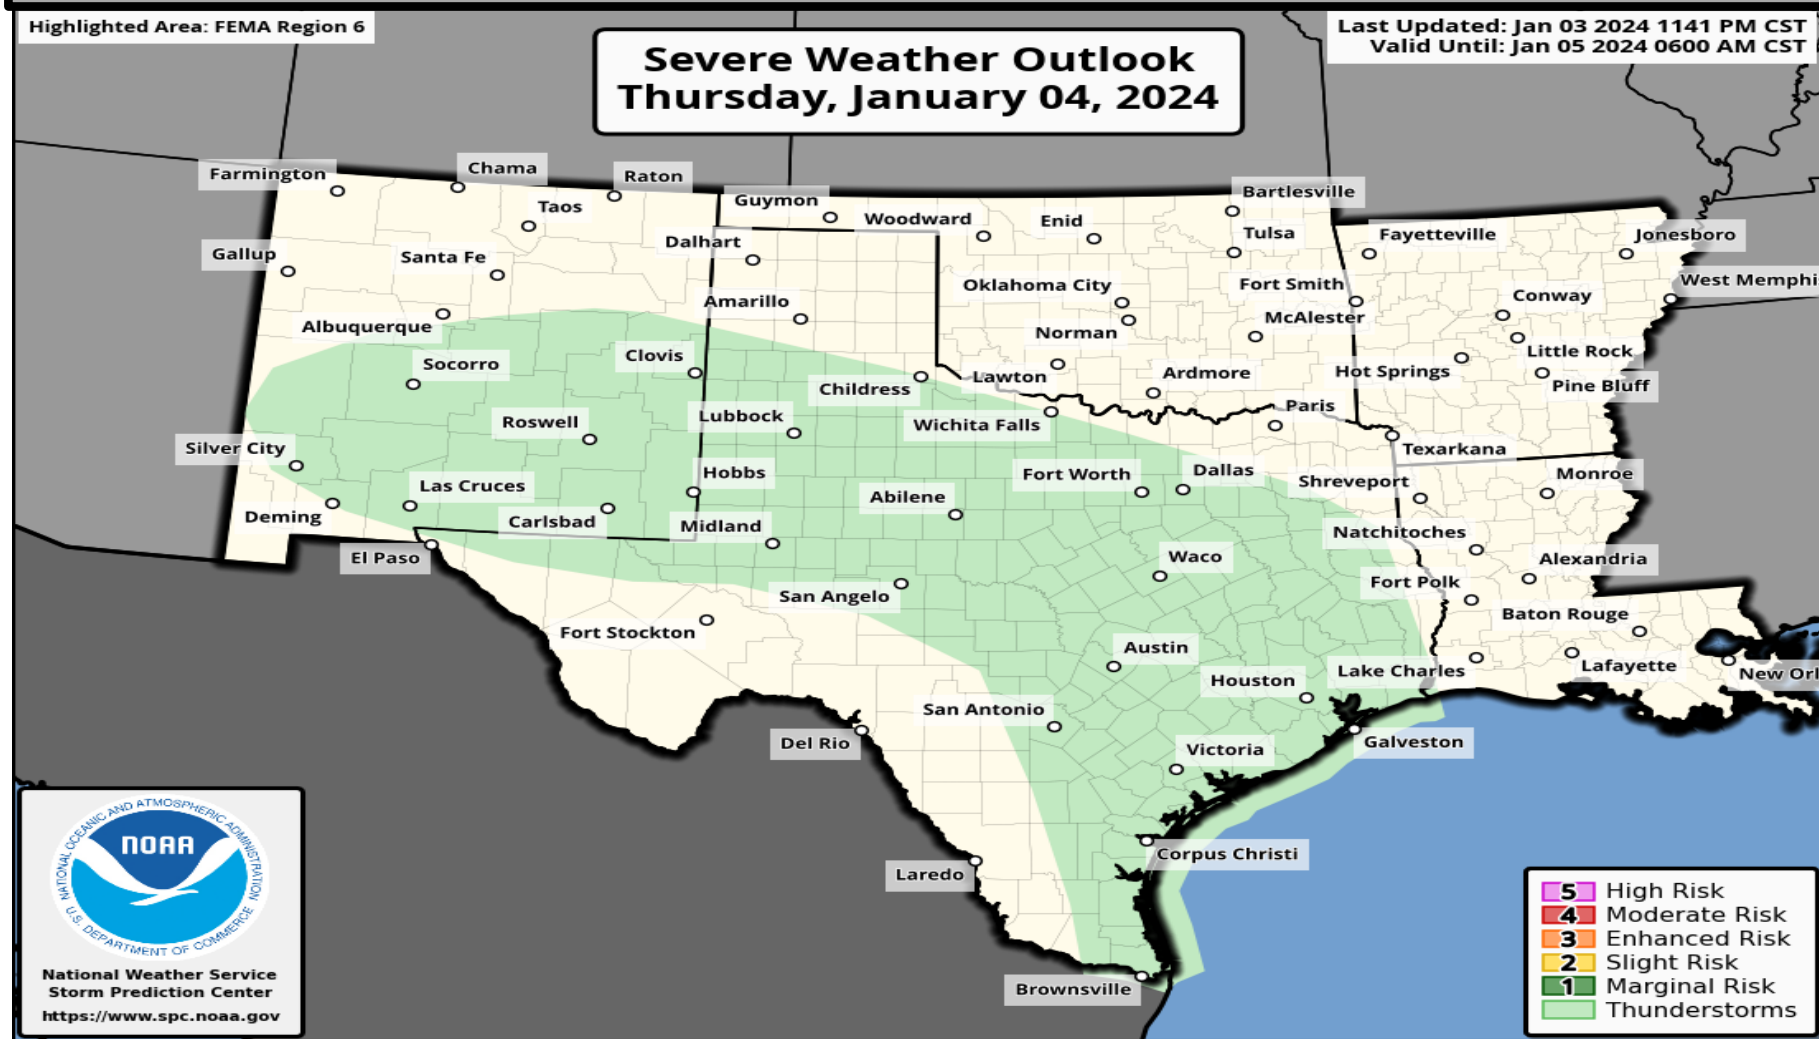 Highlighted Area: FEMA Region 6
Last Updated: Jan 03 2024 1141 PM CST
Valid Until: Jan 05 2024 0600 AM CST
Severe Weather Outlook
Thursday, January 04, 2024
Farmington
Chama
Raton
Taos
Guymon
Woodward
Enid
Bartlesville
Tulsa
Fayetteville
Jonesboro
Gallup
Santa Fe
Dalhart
Oklahoma City
Fort Smith
West Memphi
Conway
Albuquerque
Amarillo
Norman
McAlester
Little Rock
Socorro
Clovis
Childress
Lawton
Ardmore
Hot Springs
Pine Bluff
Roswell
Lubbock
Wichita Falls
Paris
Texarkana
Silver City
Las Cruces
Hobbs
Fort Worth
Dallas
Shreveport
Monroe
Deming
Carlsbad
Midland
Abilene
Natchitoches
El Paso
Waco
Alexandria
San Angelo
Fort Polk
Fort Stockton
Austin
Baton Rouge
Houston
Lake Charles
Lafayette
New Orl
San Antonio
Del Rio
Victoria
Galveston
Laredo
Corpus Christi
Brownsville
NATIONAL OCEANIC AND ATMOSPHERIC ADMINISTRATION
NOAA
U.S. DEPARTMENT OF COMMERCE
National Weather Service
Storm Prediction Center
https://www.spc.noaa.gov
5 High Risk
4 Moderate Risk
3 Enhanced Risk
2 Slight Risk
1 Marginal Risk
Thunderstorms